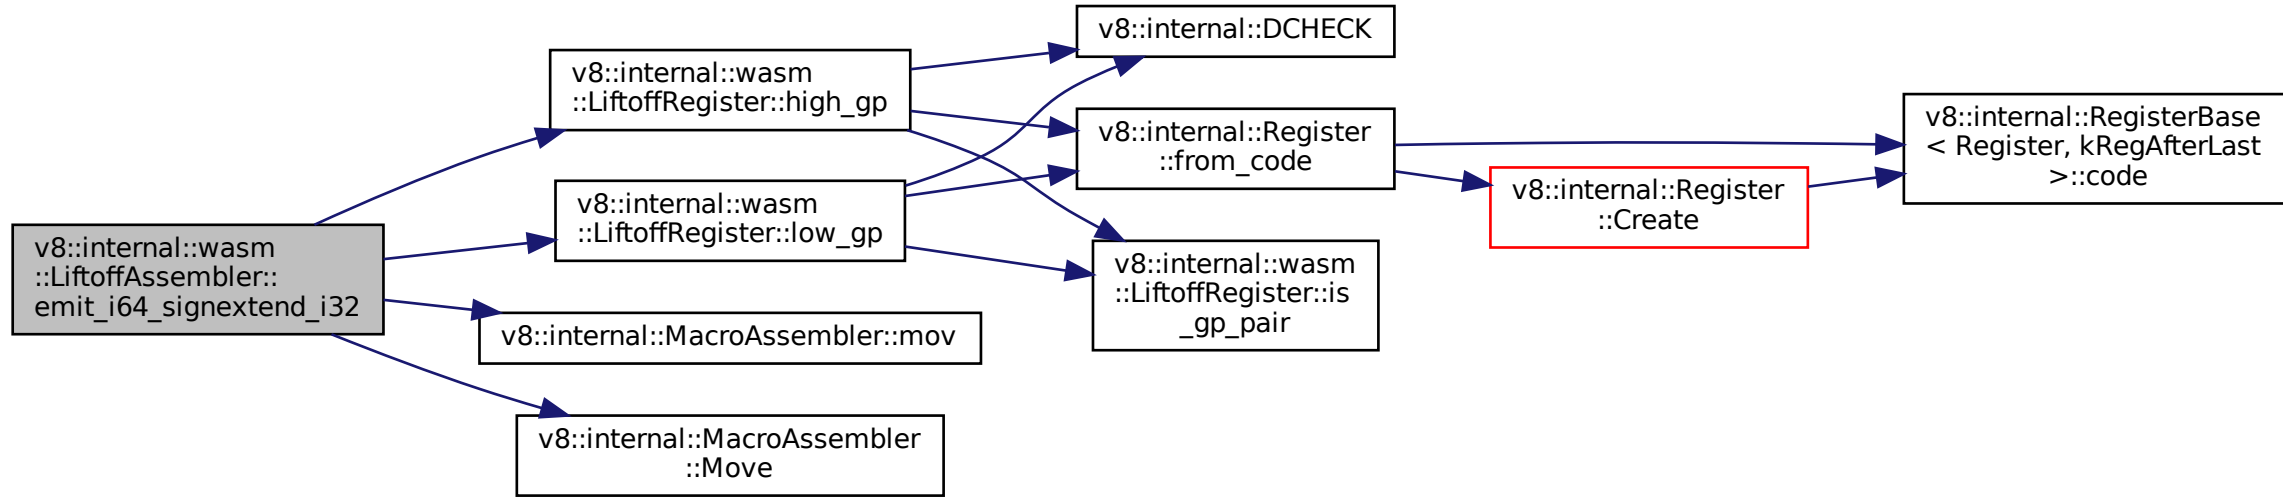 v8::internal::wasm
::LiftoffAssembler::
emit_i64_signextend_i32
v8::internal::wasm
::LiftoffRegister::high_gp
v8::internal::wasm
::LiftoffRegister::low_gp
v8::internal::MacroAssembler::mov
v8::internal::MacroAssembler
::Move
v8::internal::DCHECK
v8::internal::Register
::from_code
v8::internal::wasm
::LiftoffRegister::is
_gp_pair
v8::internal::Register
::Create
v8::internal::RegisterBase
< Register, kRegAfterLast
>::code